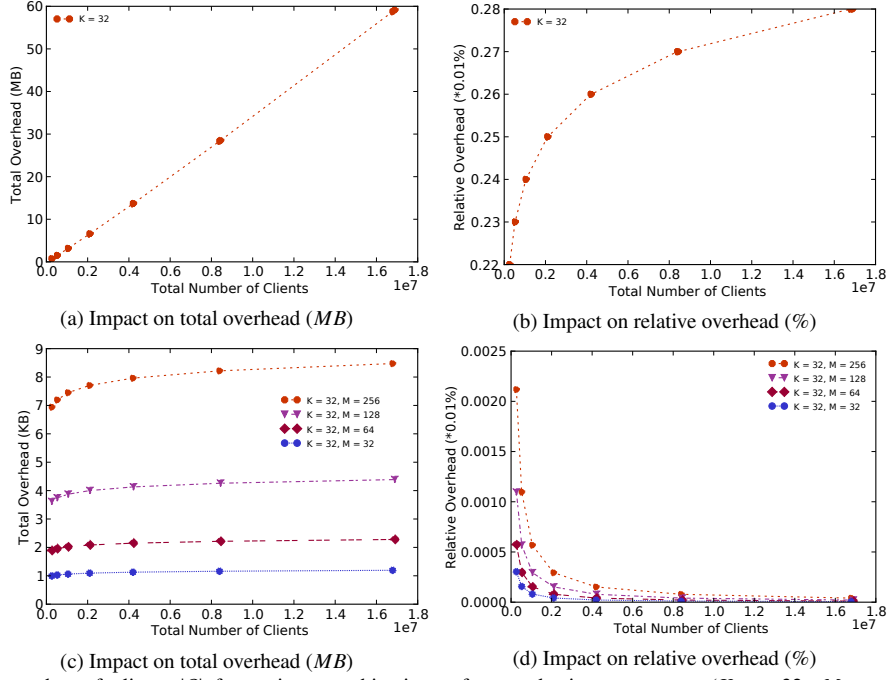 60
50
40
30
20
10
0
Total Overhead (MB)
K = 32
0.0 0.2 0.4 0.6 0.8 1.0 1.2 1.4 1.6 1.8
1e7
Total Number of Clients
(a) Impact on total overhead (MB)
0.28
0.27
0.26
0.25
0.24
0.23
0.22
Relative Overhead (*0.01%)
K = 32
0.0 0.2 0.4 0.6 0.8 1.0 1.2 1.4 1.6 1.8
1e7
Total Number of Clients
(b) Impact on relative overhead (%)
9
8
7
6
5
4
3
2
1
0
Total Overhead (KB)
K = 32, M = 256
K = 32, M = 128
K = 32, M = 64
K = 32, M = 32
0.0 0.2 0.4 0.6 0.8 1.0 1.2 1.4 1.6 1.8
1e7
Total Number of Clients
(c) Impact on total overhead (MB)
0.0025
0.0020
0.0015
0.0010
0.0005
0.0000
Relative Overhead (*0.01%)
K = 32, M = 256
K = 32, M = 128
K = 32, M = 64
K = 32, M = 32
0.0 0.2 0.4 0.6 0.8 1.0 1.2 1.4 1.6 1.8
1e7
Total Number of Clients
(d) Impact on relative overhead (%)